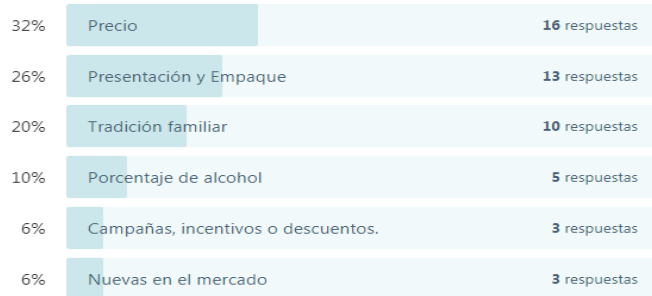 32% Precio 16 respuestas
26% Presentación y Empaque 13 respuestas
20% Tradición familiar 10 respuestas
10% Porcentaje de alcohol 5 respuestas
6% Campañas, incentivos o descuentos. 3 respuestas
6% Nuevas en el mercado 3 respuestas